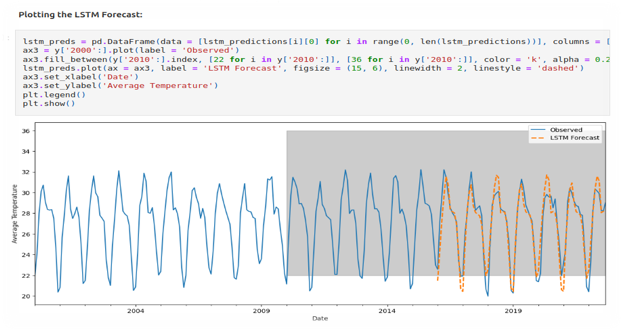 Plotting the LSTM Forecast:
lstm_preds = pd.DataFrame(data = [lstm_predictions[i][0] for i in range(0, len(lstm_predictions))], columns = [
ax3 = y['2000':].plot(label = 'Observed')
ax3.fill_between(y['2010':].index, [22 for i in y['2010':]], [36 for i in y['2010':]], color = 'k', alpha = 0.2
lstm_preds.plot(ax = ax3, label = 'LSTM Forecast', figsize = (15, 6), linewidth = 2, linestyle = 'dashed')
ax3.set_xlabel('Date')
ax3.set_ylabel('Average Temperature')
plt.legend()
plt.show()
Observed
LSTM Forecast
Average Temperature
36
34
32
30
28
26
24
22
20
2004
2009
2014
2019
Date